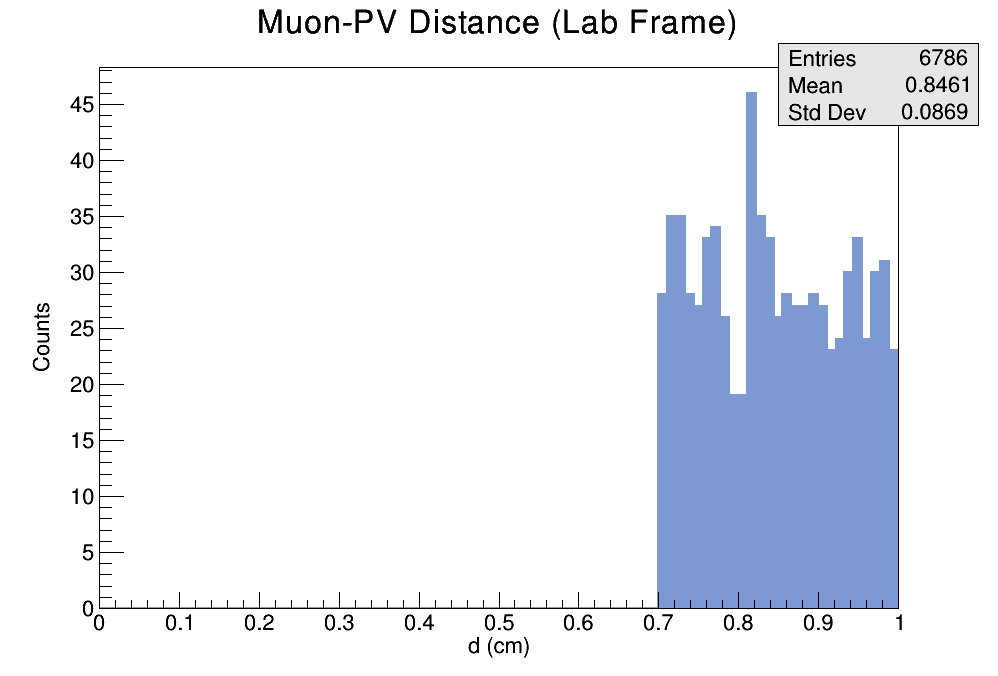 Muon-PV Distance (Lab Frame)
Entries 6786
Mean 0.8461
Std Dev 0.0869
45
40
35
30
25
20
15
10
5
0
Counts
0 0.1 0.2 0.3 0.4 0.5 0.6 0.7 0.8 0.9 1
d (cm)